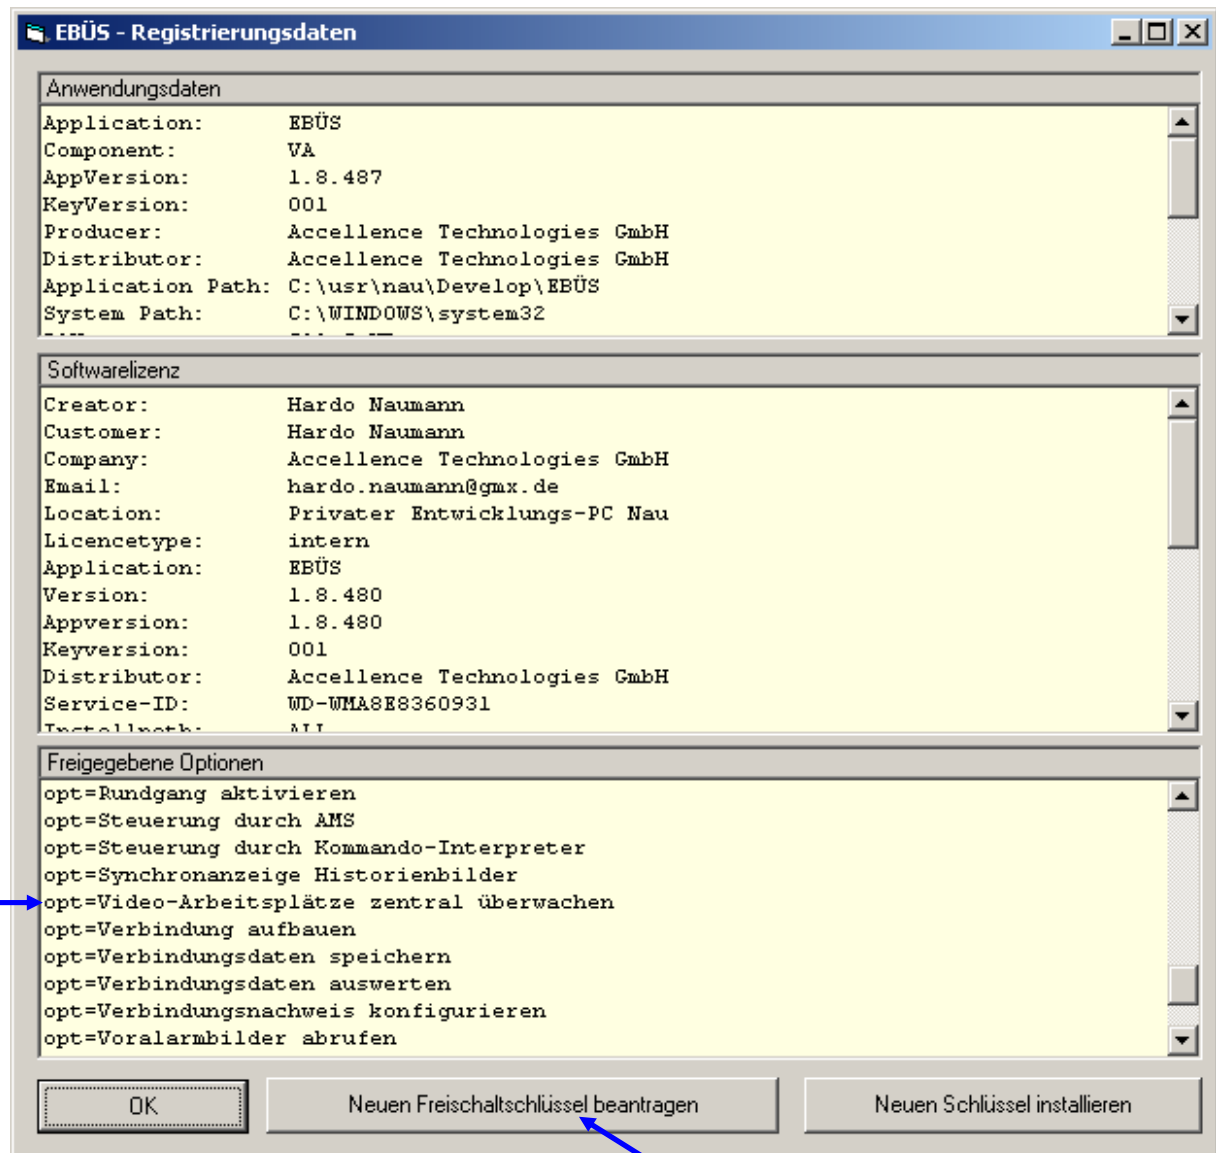 EBÜS - Registrierungsdaten
Anwendungsdaten
Application: EBÜS
Component: VA
AppVersion: 1.8.487
KeyVersion: 001
Producer: Accellence Technologies GmbH
Distributor: Accellence Technologies GmbH
Application Path: C:\usr\nau\Develop\EBÜS
System Path: C:\WINDOWS\system32
Softwarelizenz
Creator: Hardo Naumann
Customer: Hardo Naumann
Company: Accellence Technologies GmbH
Email: hardo.naumann@gmx.de
Location: Privater Entwicklungs-PC Nau
Licencetype: intern
Application: EBÜS
Version: 1.8.480
Appversion: 1.8.480
Keyversion: 001
Distributor: Accellence Technologies GmbH
Service-ID: WD-WMA8E8360931
Installpath: ALL
Freigegebene Optionen
opt=Rundgang aktivieren
opt=Steuerung durch AMS
opt=Steuerung durch Kommando-Interpreter
opt=Synchronanzeige Historienbilder
opt=Video-Arbeitsplätze zentral überwachen
opt=Verbindung aufbauen
opt=Verbindungsdaten speichern
opt=Verbindungsdaten auswerten
opt=Verbindungsnachweis konfigurieren
opt=Voralarmbilder abrufen
OK
Neuen Freischaltschlüssel beantragen
Neuen Schlüssel installieren